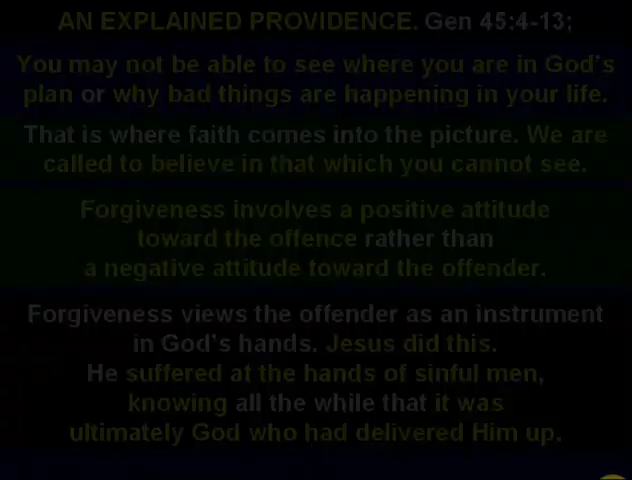 AN EXPLAINED PROVIDENCE. Gen 45:4-13;
You may not be able to see where you are in God's
plan or why bad things are happening in your life.
That is where faith comes into the picture. We are
called to believe in that which you cannot see.
Forgiveness involves a positive attitude
toward the offence rather than
a negative attitude toward the offender.
Forgiveness views the offender as an instrument
in God's hands. Jesus did this.
He suffered at the hands of sinful men,
knowing all the while that it was
ultimately God who had delivered Him up.